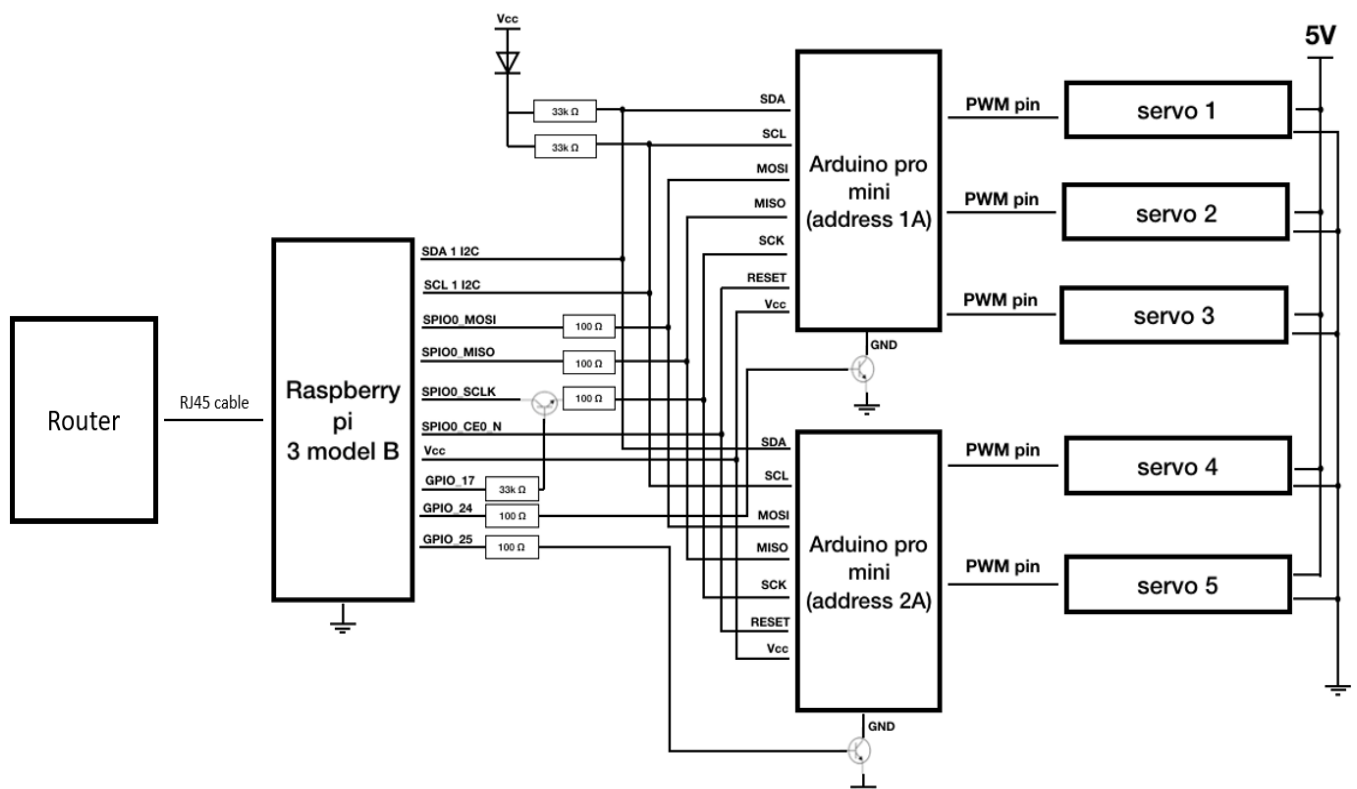 Vcc
33k Ω
33k Ω
5V
SDA
SCL
MOSI
MISO
SCK
RESET
Vcc
Arduino pro
mini
(address 1A)
GND
PWM pin
servo 1
PWM pin
servo 2
PWM pin
servo 3
Router
RJ45 cable
Raspberry
pi
3 model B
SDA 1 I2C
SCL 1 I2C
SPIO0_MOSI
100 Ω
SPIO0_MISO
100 Ω
SPIO0_SCLK
100 Ω
SPIO0_CE0_N
Vcc
GPIO_17
33k Ω
GPIO_24
100 Ω
GPIO_25
100 Ω
SDA
SCL
MOSI
MISO
SCK
RESET
Vcc
Arduino pro
mini
(address 2A)
GND
PWM pin
servo 4
PWM pin
servo 5